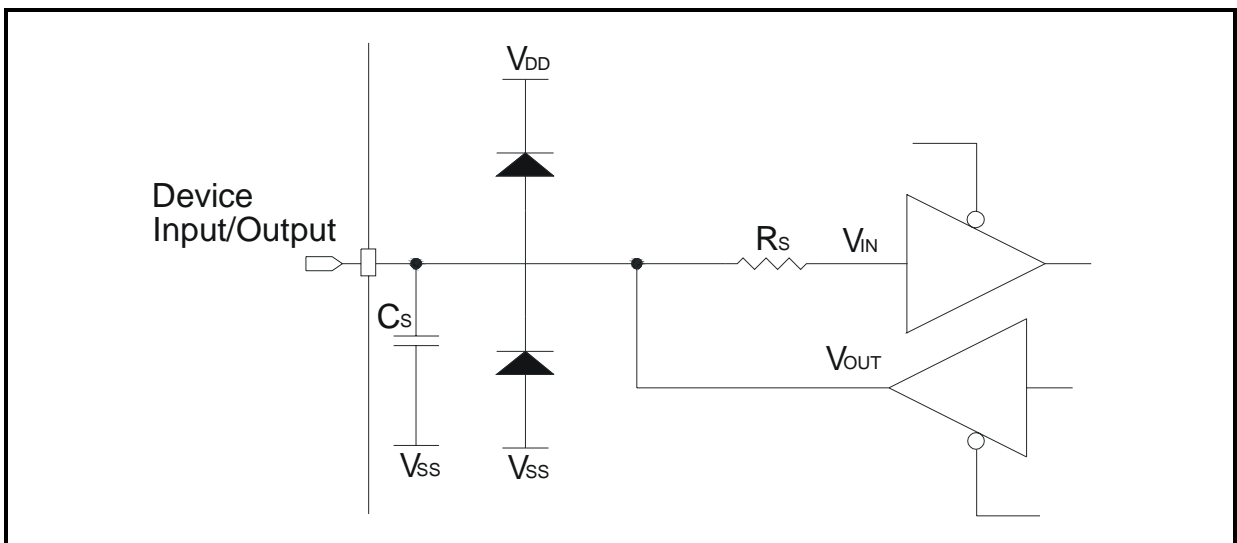 VDD
Device
Input/Output
RS
VIN
CS
VOUT
VSS
VSS